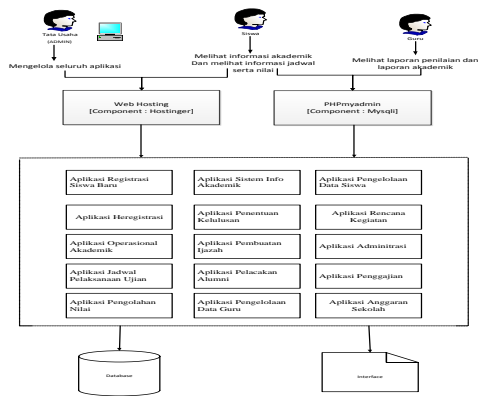 Tata Usaha
(ADMIN)
Siswa
Guru
Mengelola seluruh aplikasi
Melihat informasi akademik
Dan melihat informasi jadwal
serta nilai
Melihat laporan penilaian dan
laporan akademik
Web Hosting
[Component : Hostinger]
PHPmyadmin
[Component : Mysqli]
Aplikasi Registrasi
Siswa Baru
Aplikasi Sistem Info
Akademik
Aplikasi Pengelolaan
Data Siswa
Aplikasi Heregistrasi
Aplikasi Penentuan
Kelulusan
Aplikasi Rencana
Kegiatan
Aplikasi Operasional
Akademik
Aplikasi Pembuatan
Ijazah
Aplikasi Adminitrasi
Aplikasi Jadwal
Pelaksanaan Ujian
Aplikasi Pelacakan
Alumni
Aplikasi Penggajian
Aplikasi Pengolahan
Nilai
Aplikasi Pengelolaan
Data Guru
Aplikasi Anggaran
Sekolah
Database
Interface